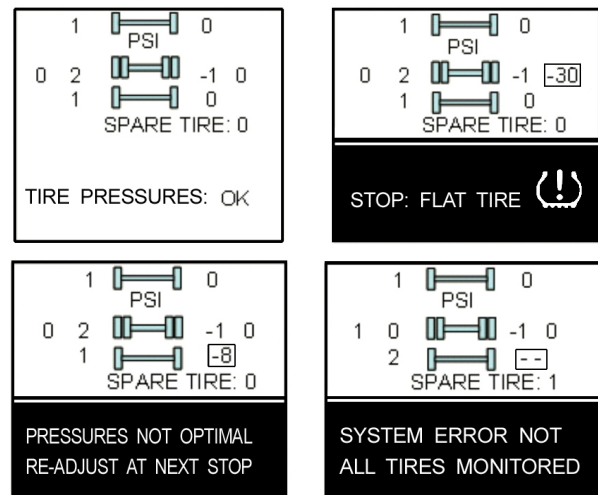 1 0
PSI
0 2 -1 0
1 0
SPARE TIRE: 0
TIRE PRESSURES: OK
1 0
PSI
0 2 -1 -30
1 0
SPARE TIRE: 0
STOP: FLAT TIRE (!)
1 0
PSI
0 2 -1 0
1 -8
SPARE TIRE: 0
PRESSURES NOT OPTIMAL
RE-ADJUST AT NEXT STOP
1 0
PSI
1 0 -1 0
2 --
SPARE TIRE: 1
SYSTEM ERROR NOT
ALL TIRES MONITORED